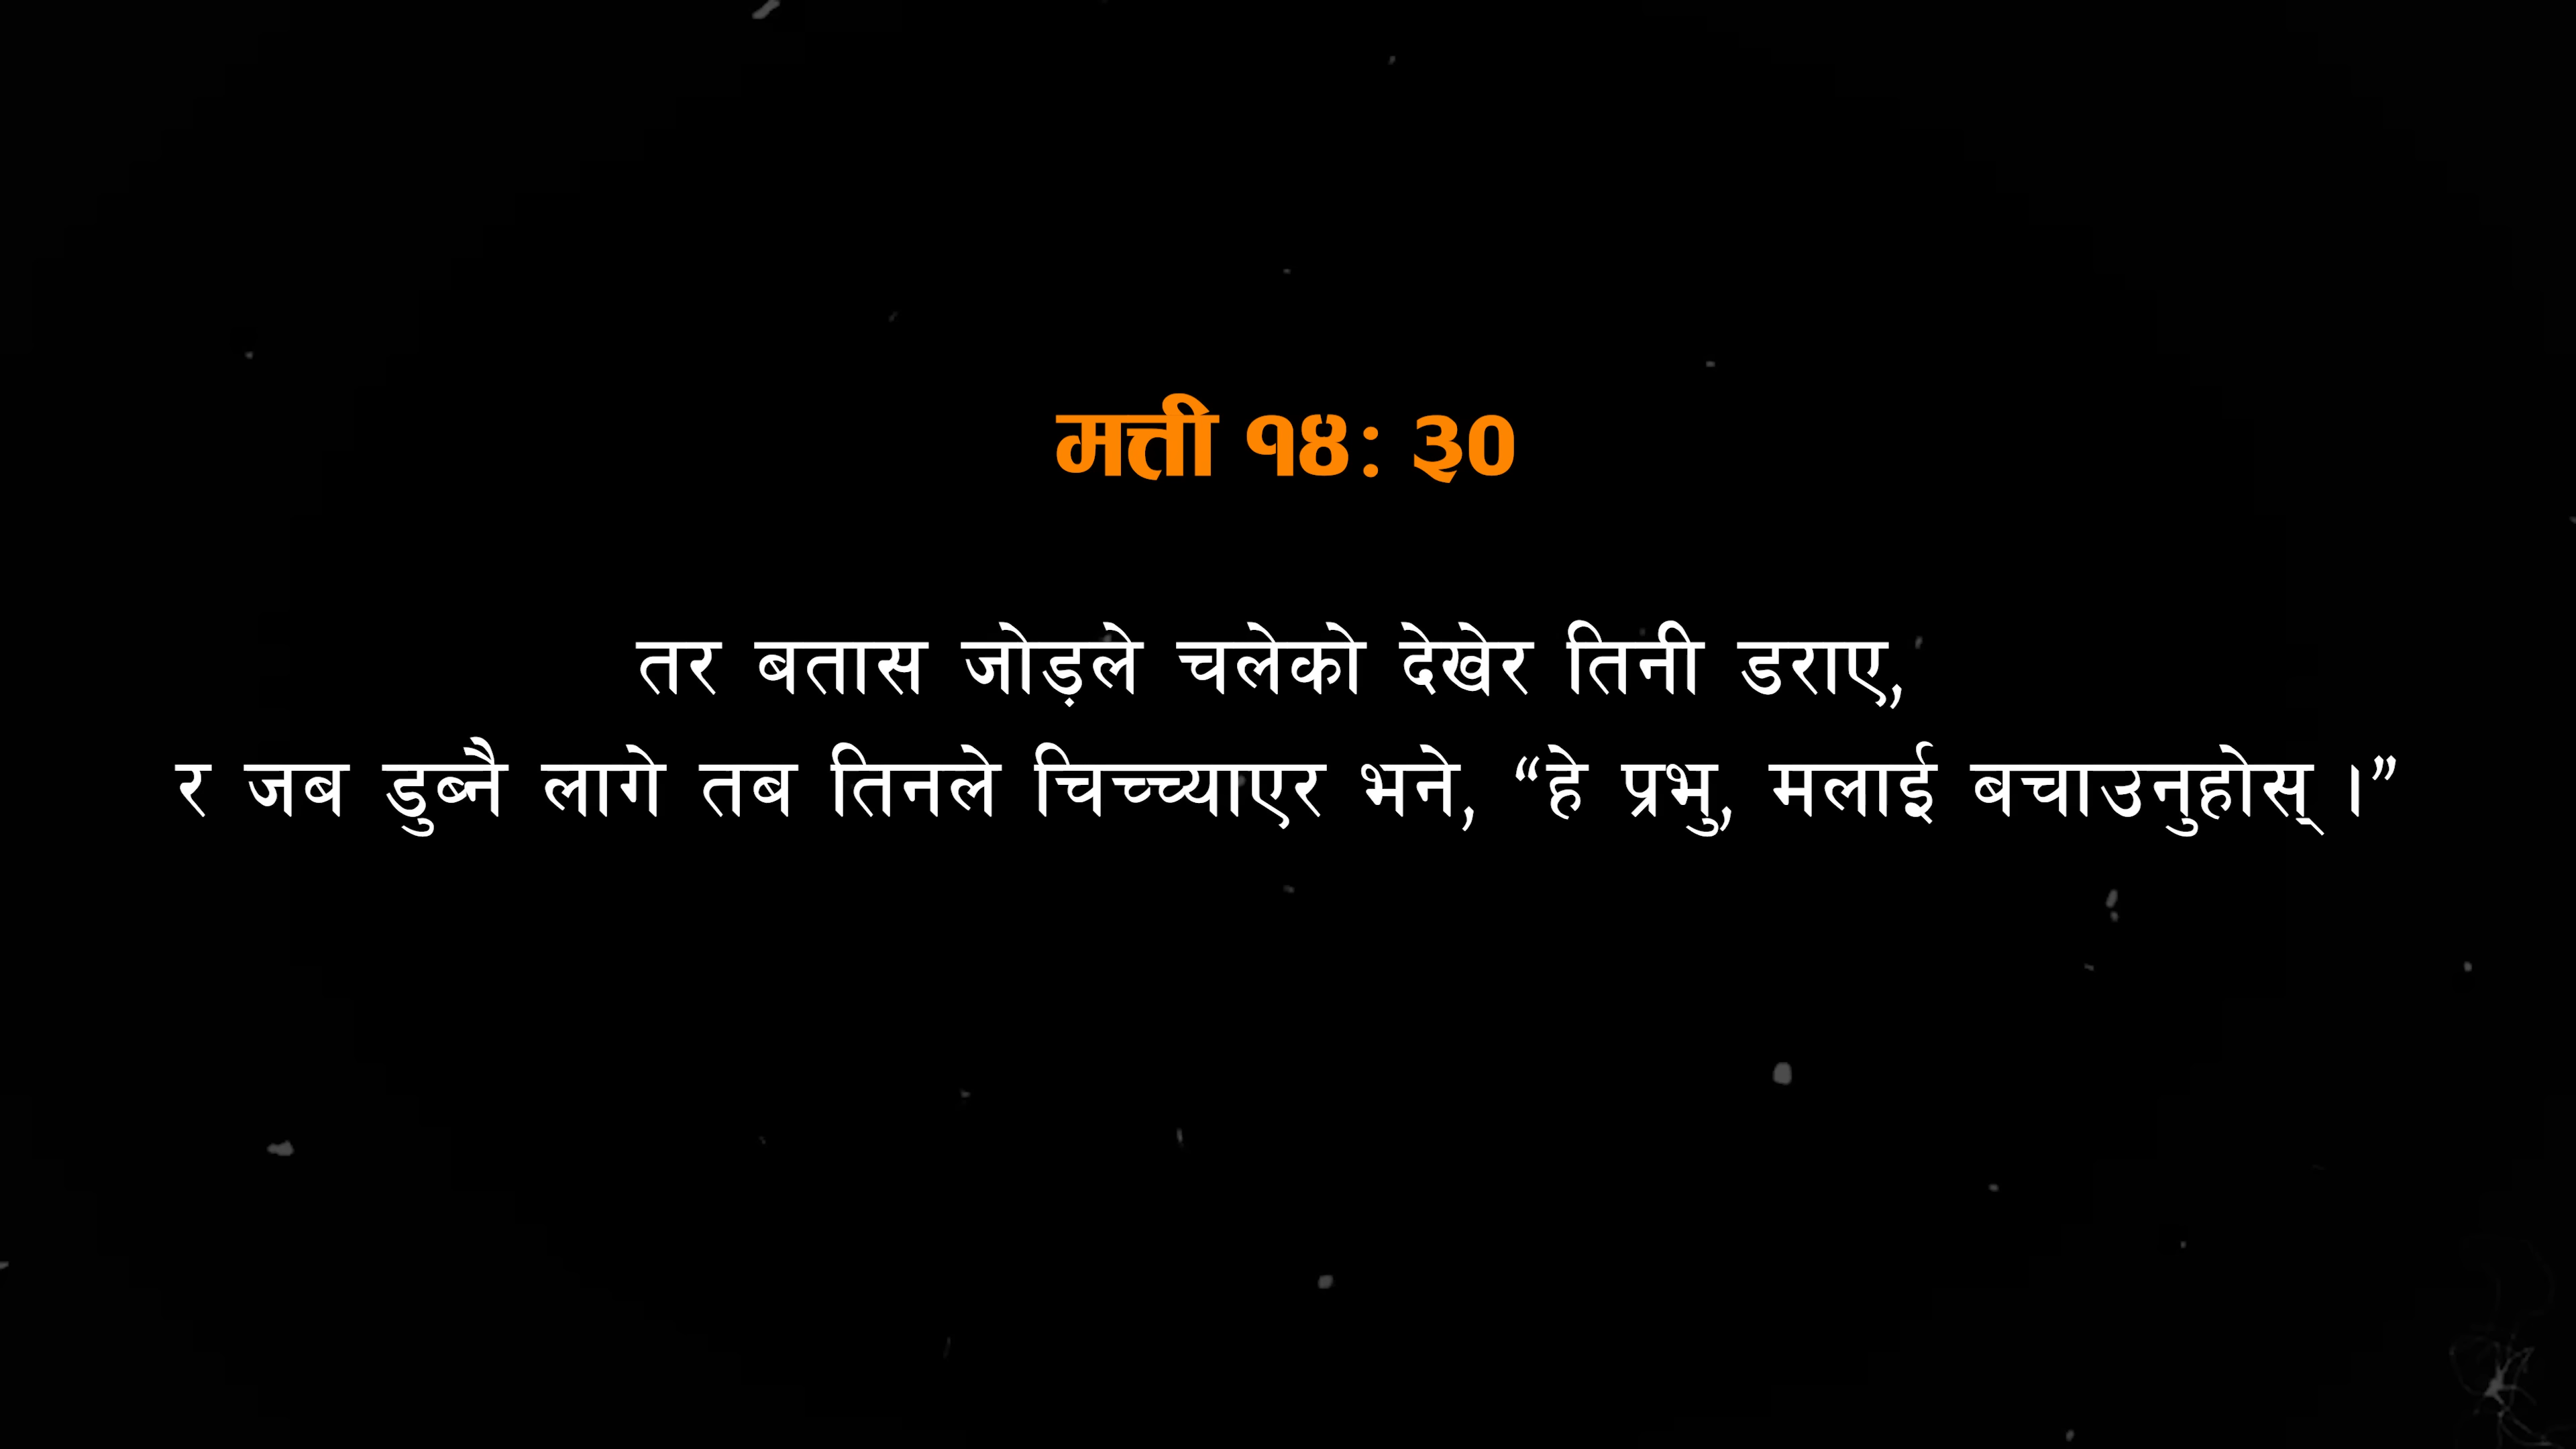 मत्ती १४: ३०
तर बतास जोड़ले चलेको देखेर तिनी डराए,
र जब डुब्नै लागे तब तिनले चिच्च्याएर भने, “हे प्रभु, मलाई बचाउनुहोस् ।”